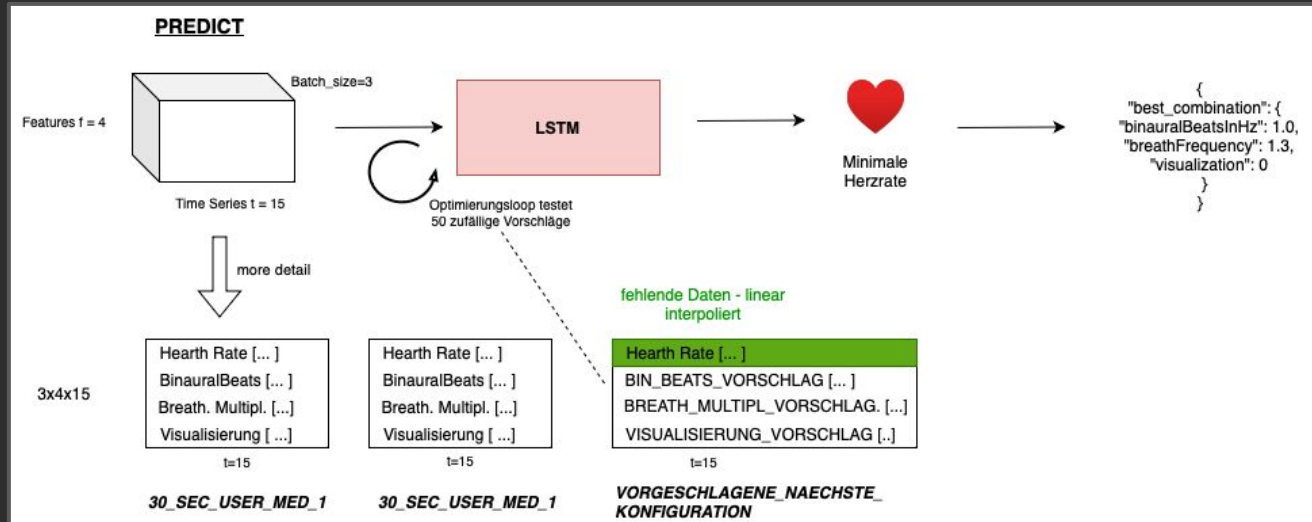 PREDICT
Batch_size=3
Features f = 4
Time Series t = 15
LSTM
Optimierungsloop testet
50 zufällige Vorschläge
Minimale
Herzrate
{
"best_combination": {
"binauralBeatsInHz": 1.0,
"breathFrequency": 1.3,
"visualization": 0
}
}
more detail
fehlende Daten - linear
interpoliert
3x4x15
Hearth Rate [... ]
BinauralBeats [... ]
Breath. Multipl. [...]
Visualisierung [ ...]
t=15
30_SEC_USER_MED_1
Hearth Rate [... ]
BinauralBeats [... ]
Breath. Multipl. [...]
Visualisierung [ ...]
t=15
30_SEC_USER_MED_1
Hearth Rate [... ]
BIN_BEATS_VORSCHLAG [... ]
BREATH_MULTIPL_VORSCHLAG. [...]
VISUALISIERUNG_VORSCHLAG [..]
t=15
VORGESCHLAGENE_NAECHSTE_
KONFIGURATION